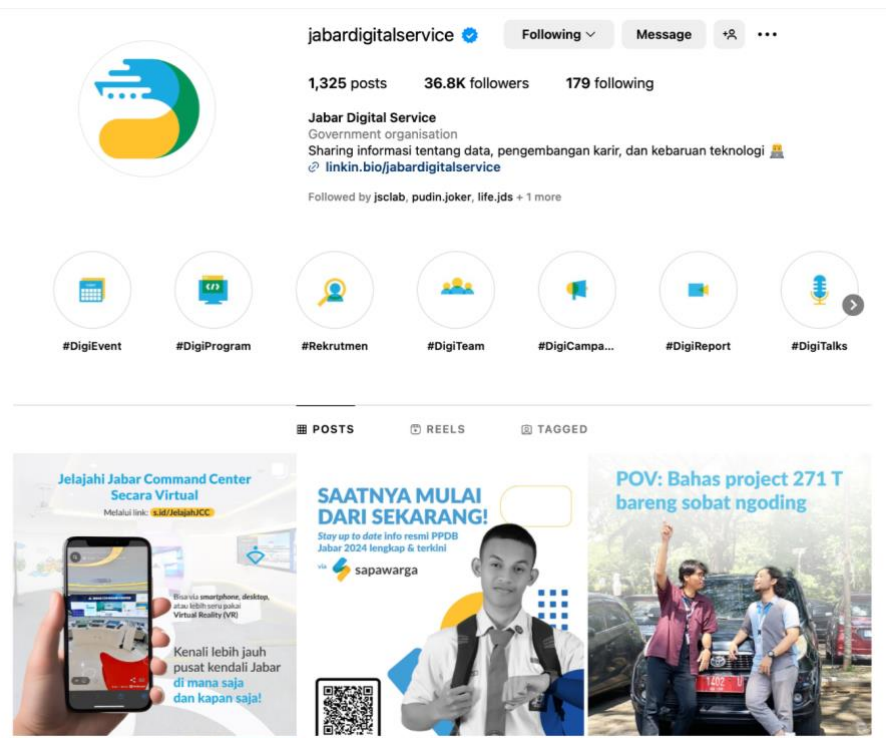 jabardigitalservice
Following
Message
1,325 posts 36.8K followers 179 following
Jabar Digital Service
Government organisation
Sharing informasi tentang data, pengembangan karir, dan kebaruan teknologi
linkin.bio/jabardigitalservice
Followed by jsclab, pudin.joker, life.jds + 1 more
#DigiEvent
#DigiProgram
#Rekrutmen
#DigiTeam
#DigiCampa...
#DigiReport
#DigiTalks
POSTS
REELS
TAGGED
Jelajahi Jabar Command Center
Secara Virtual
Melalui link: s.id/JelajahJCC
Bisa via smartphone, desktop,
atau lebih seru pakai
Virtual Reality (VR)
Kenali lebih jauh
pusat kendali Jabar
di mana saja
dan kapan saja!
SAATNYA MULAI
DARI SEKARANG!
Stay up to date info resmi PPDB
Jabar 2024 lengkap & terkini
via
sapawarga
POV: Bahas project 271 T
bareng sobat ngoding
1402